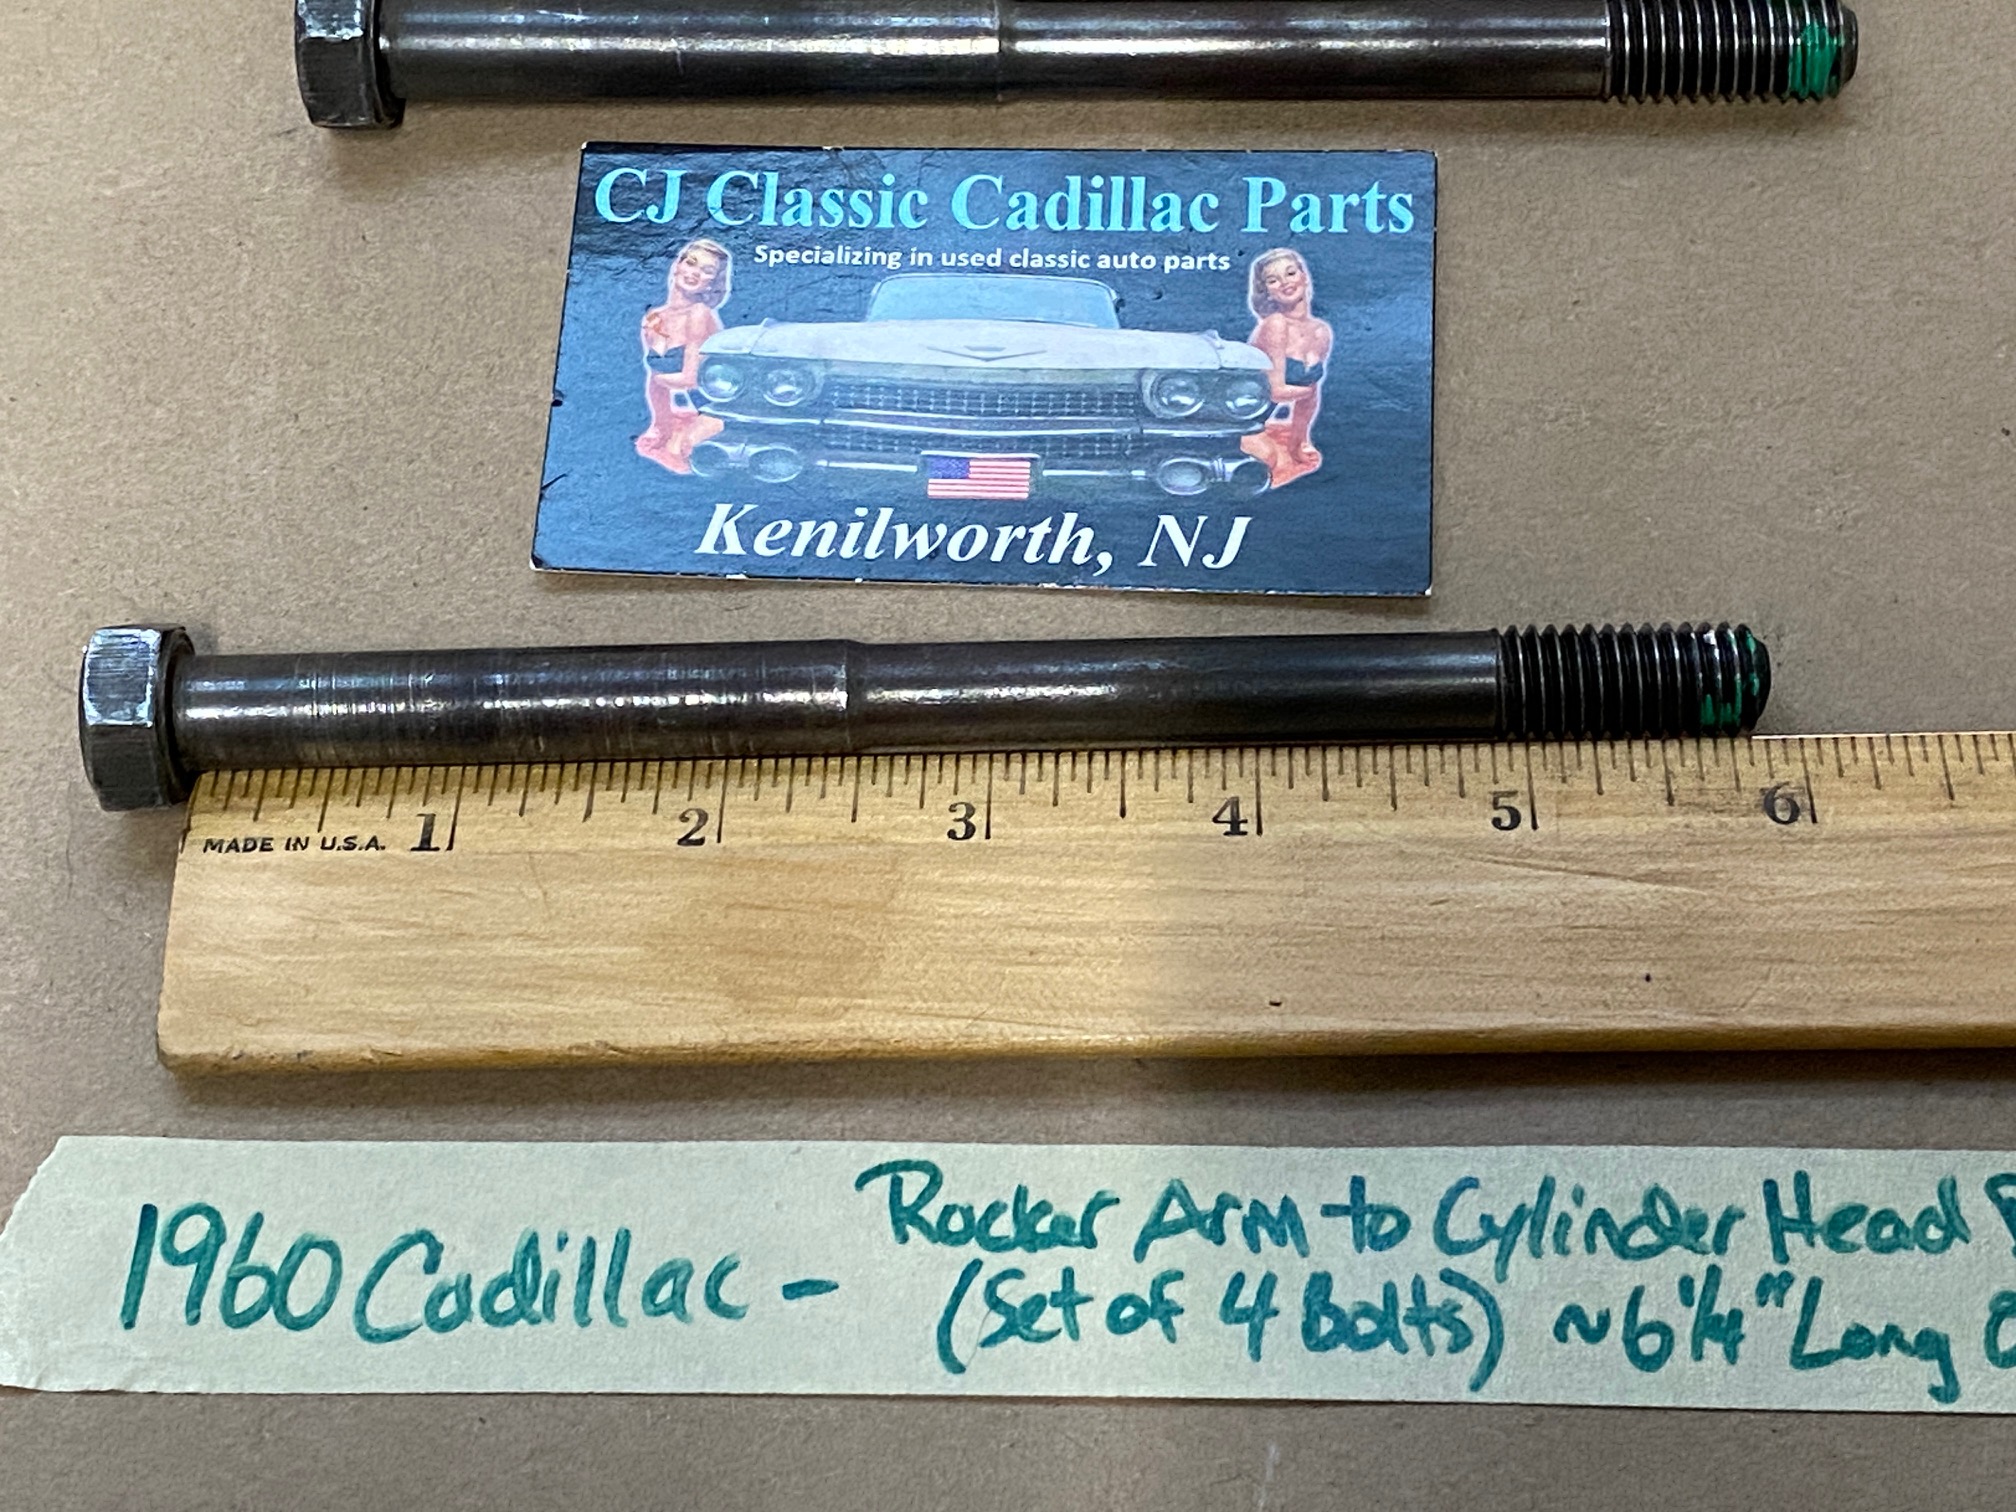 CJ Classic Cadillac Parts
Specializing in used classic auto parts
Kenilworth, NJ
1 2 3 4 5 6
MADE IN U.S.A.
1960 Cadillac - Rocker Arm to Cylinder Head
(Set of 4 Bolts) ~6 1/4" Long